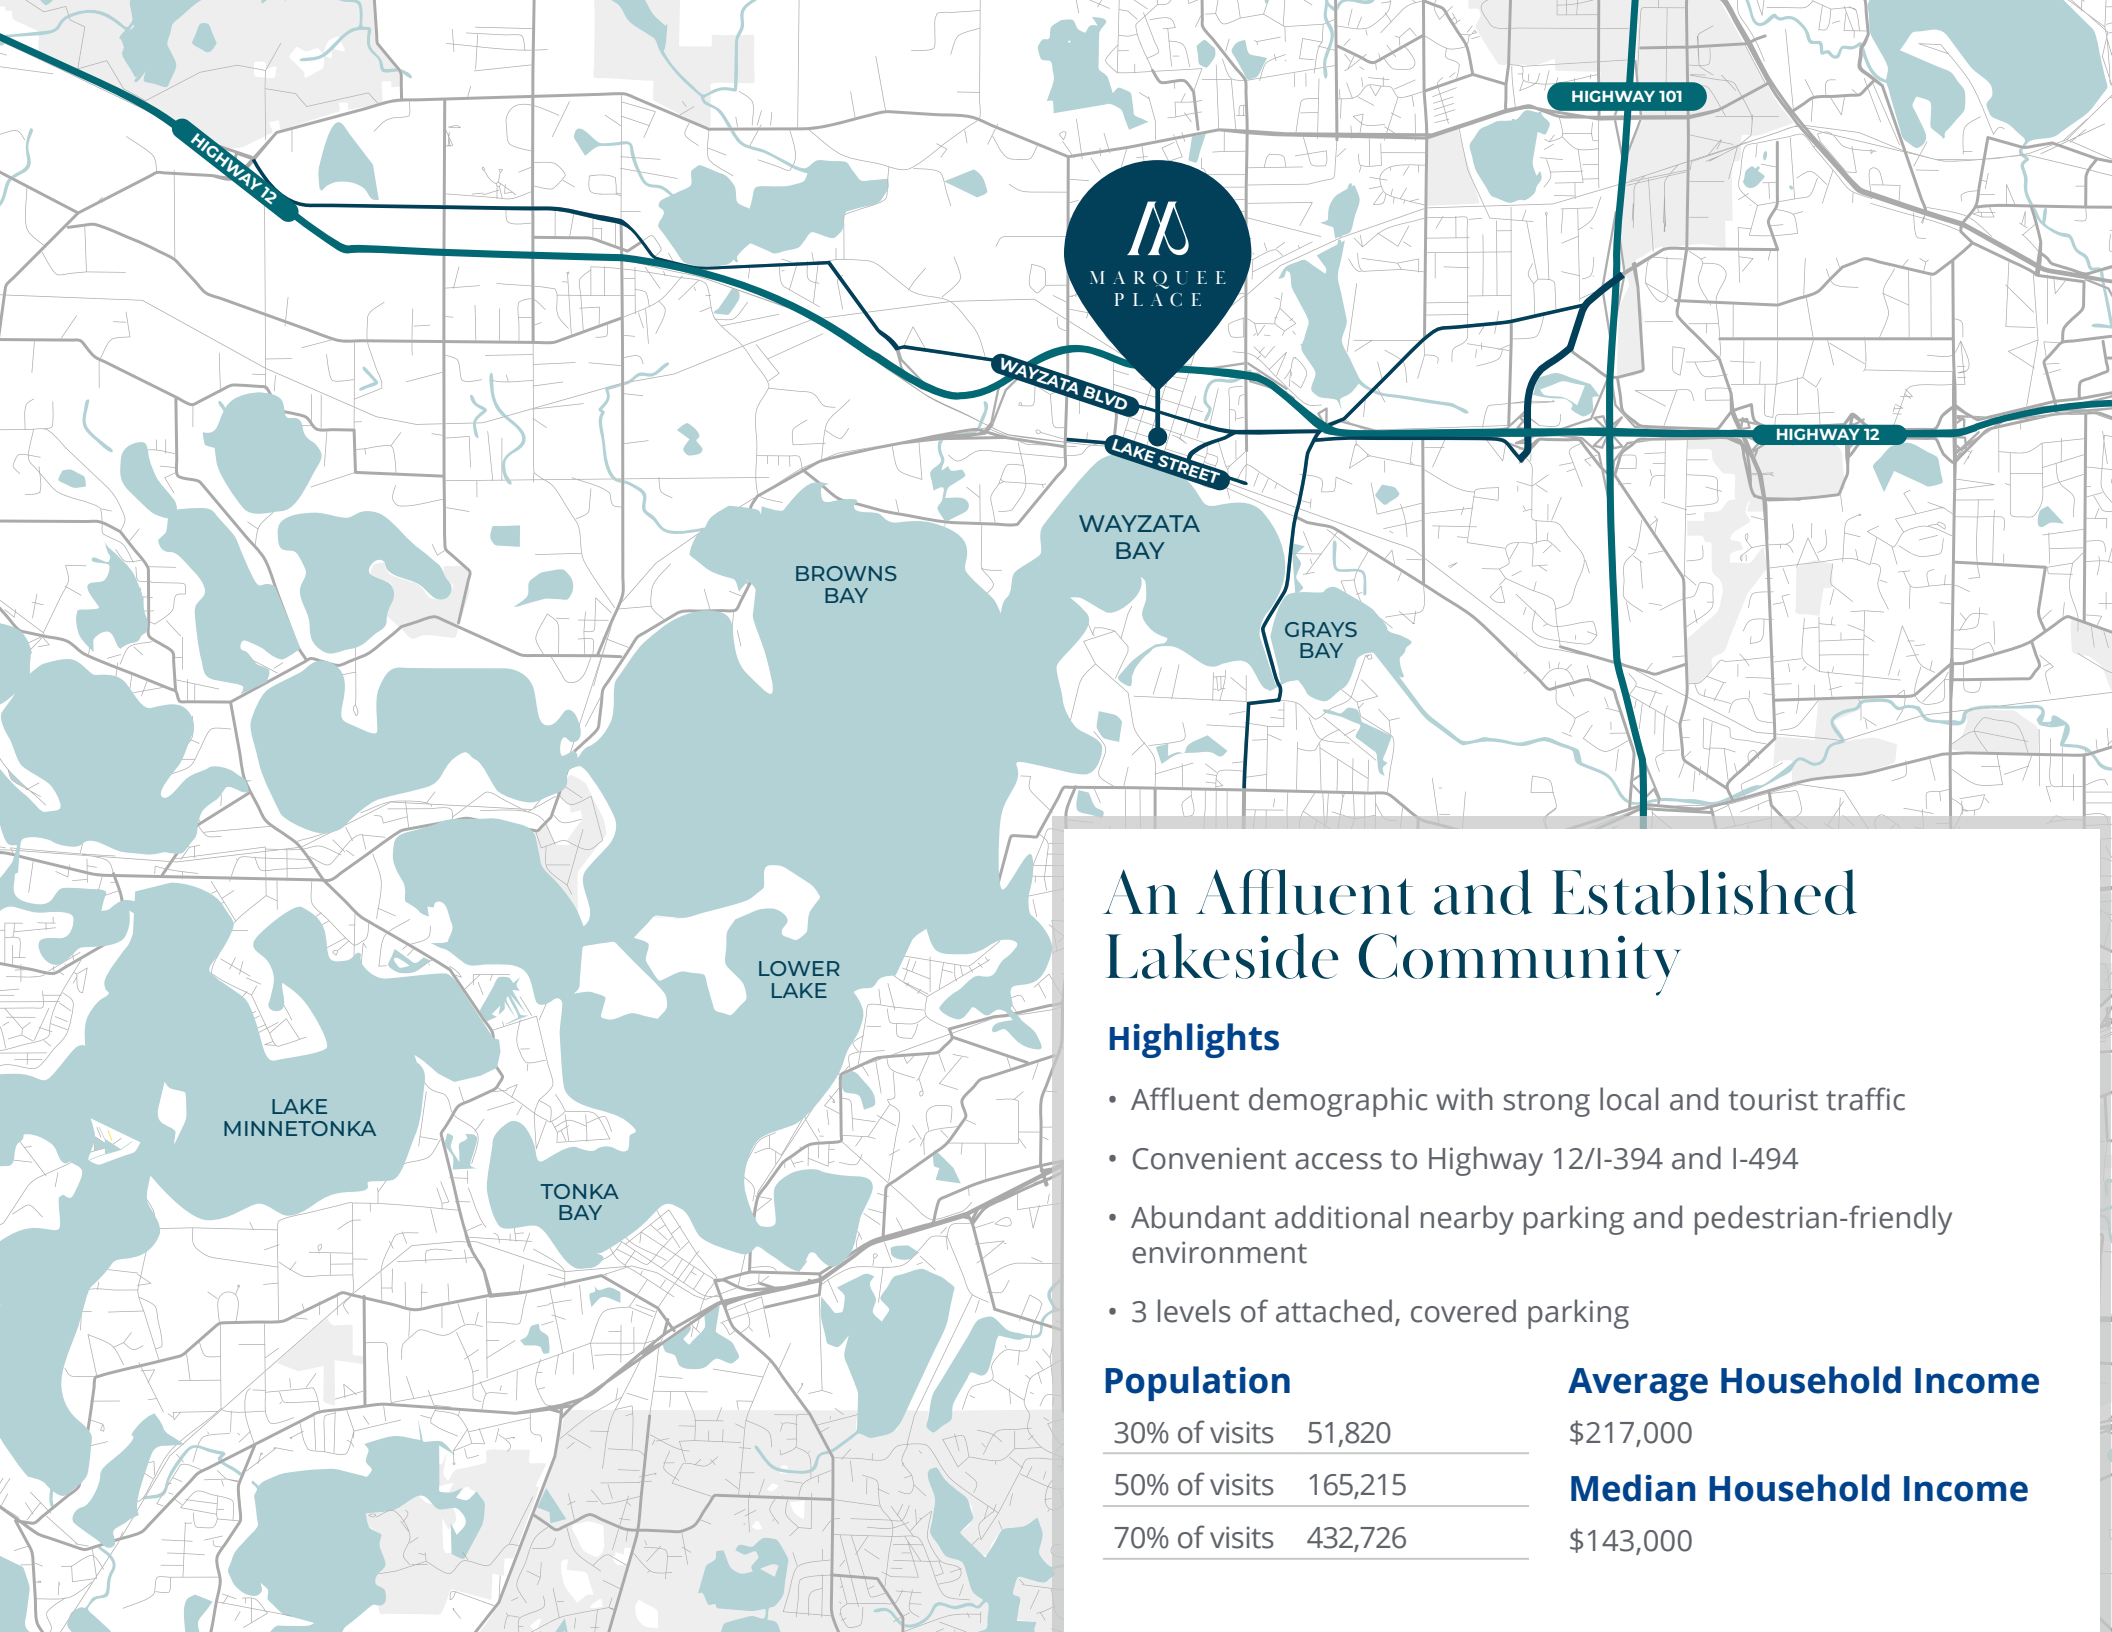 HIGHWAY 101
HIGHWAY 12
MARQUEE
PLACE
WAYZATA BLVD
HIGHWAY 12
LAKE STREET
WAYZATA
BAY
BROWNS
BAY
GRAYS
BAY
LOWER
LAKE
LAKE
MINNETONKA
TONKA
BAY
An Affluent and Established
Lakeside Community
Highlights
• Affluent demographic with strong local and tourist traffic
• Convenient access to Highway 12/I-394 and I-494
• Abundant additional nearby parking and pedestrian-friendly
environment
• 3 levels of attached, covered parking
Population
30% of visits 51,820
50% of visits 165,215
70% of visits 432,726
Average Household Income
$217,000
Median Household Income
$143,000